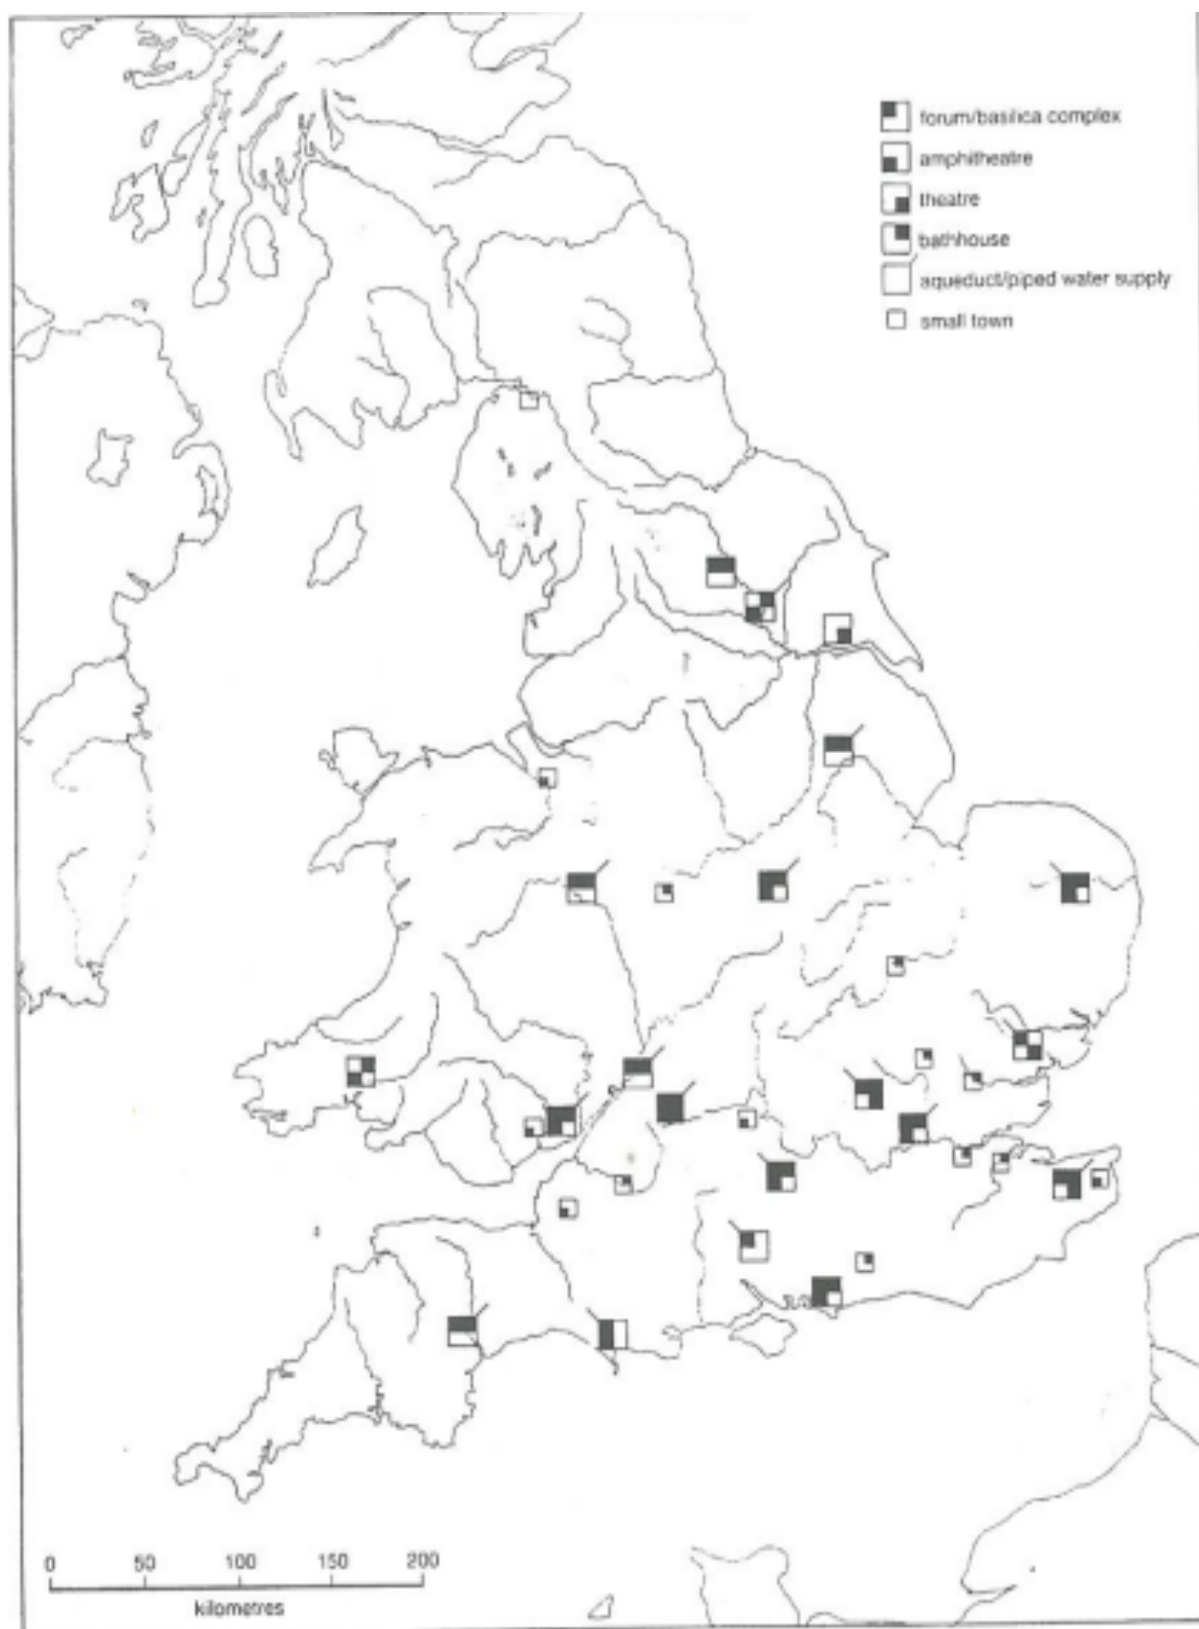 forum/basilica complex
amphitheatre
theatre
bathhouse
aqueduct/piped water supply
small town
0 50 100 150 200
kilometres